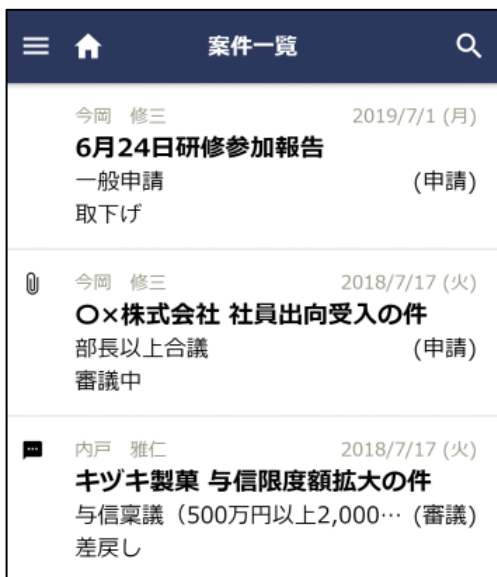 案件一覧
今岡 修三 2019/7/1 (月)
6月24日研修参加報告
一般申請 (申請)
取下げ
今岡 修三 2018/7/17 (火)
〇×株式会社 社員出向受入の件
部長以上合議 (申請)
審議中
内戸 雅仁 2018/7/17 (火)
キヅキ製菓 与信限度額拡大の件
与信稟議（500万円以上2,000… (審議)
差戻し